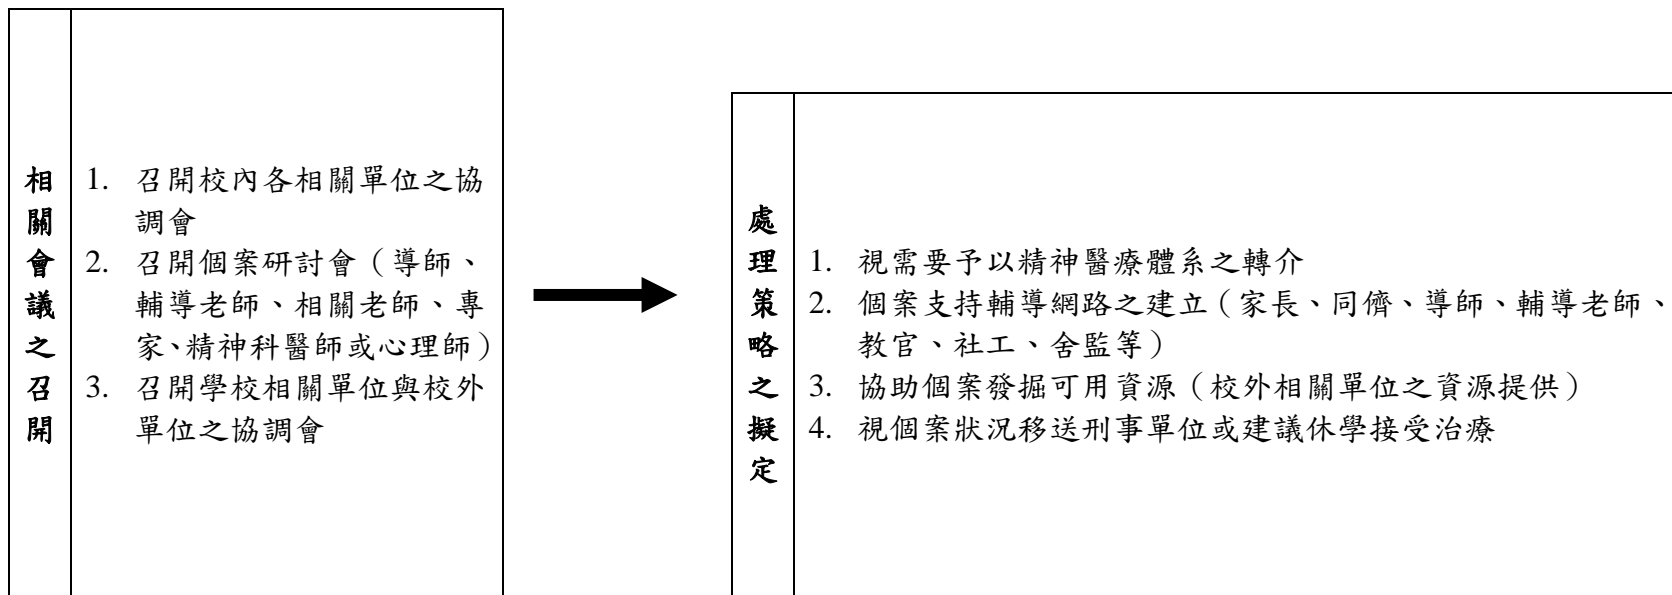 相關會議之召開
1. 召開校內各相關單位之協
調會
2. 召開個案研討會（導師、
輔導老師、相關老師、專
家、精神科醫師或心理師）
3. 召開學校相關單位與校外
單位之協調會
處理策略之擬定
1. 視需要予以精神醫療體系之轉介
2. 個案支持輔導網路之建立（家長、同儕、導師、輔導老師、
教官、社工、舍監等）
3. 協助個案發掘可用資源（校外相關單位之資源提供）
4. 視個案狀況移送刑事單位或建議休學接受治療